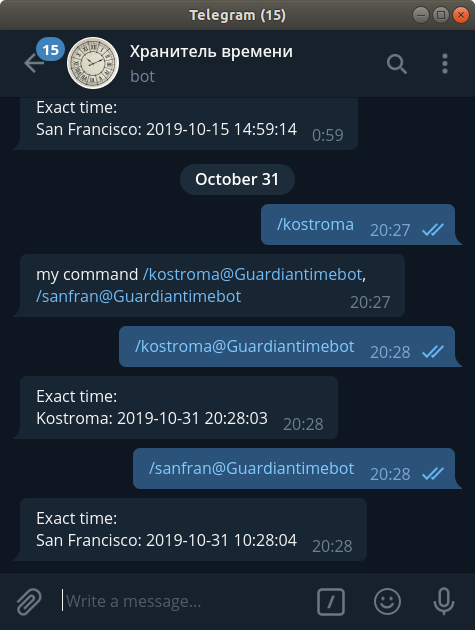 Telegram (15)
15
Хранитель времени
bot
Exact time:
San Francisco: 2019-10-15 14:59:14
0:59
October 31
/kostroma
20:27
my command /kostroma@Guardiantimebot,
/sanfran@Guardiantimebot
20:27
/kostroma@Guardiantimebot
20:28
Exact time:
Kostroma: 2019-10-31 20:28:03
20:28
/sanfran@Guardiantimebot
20:28
Exact time:
San Francisco: 2019-10-31 10:28:04
20:28
Write a message...